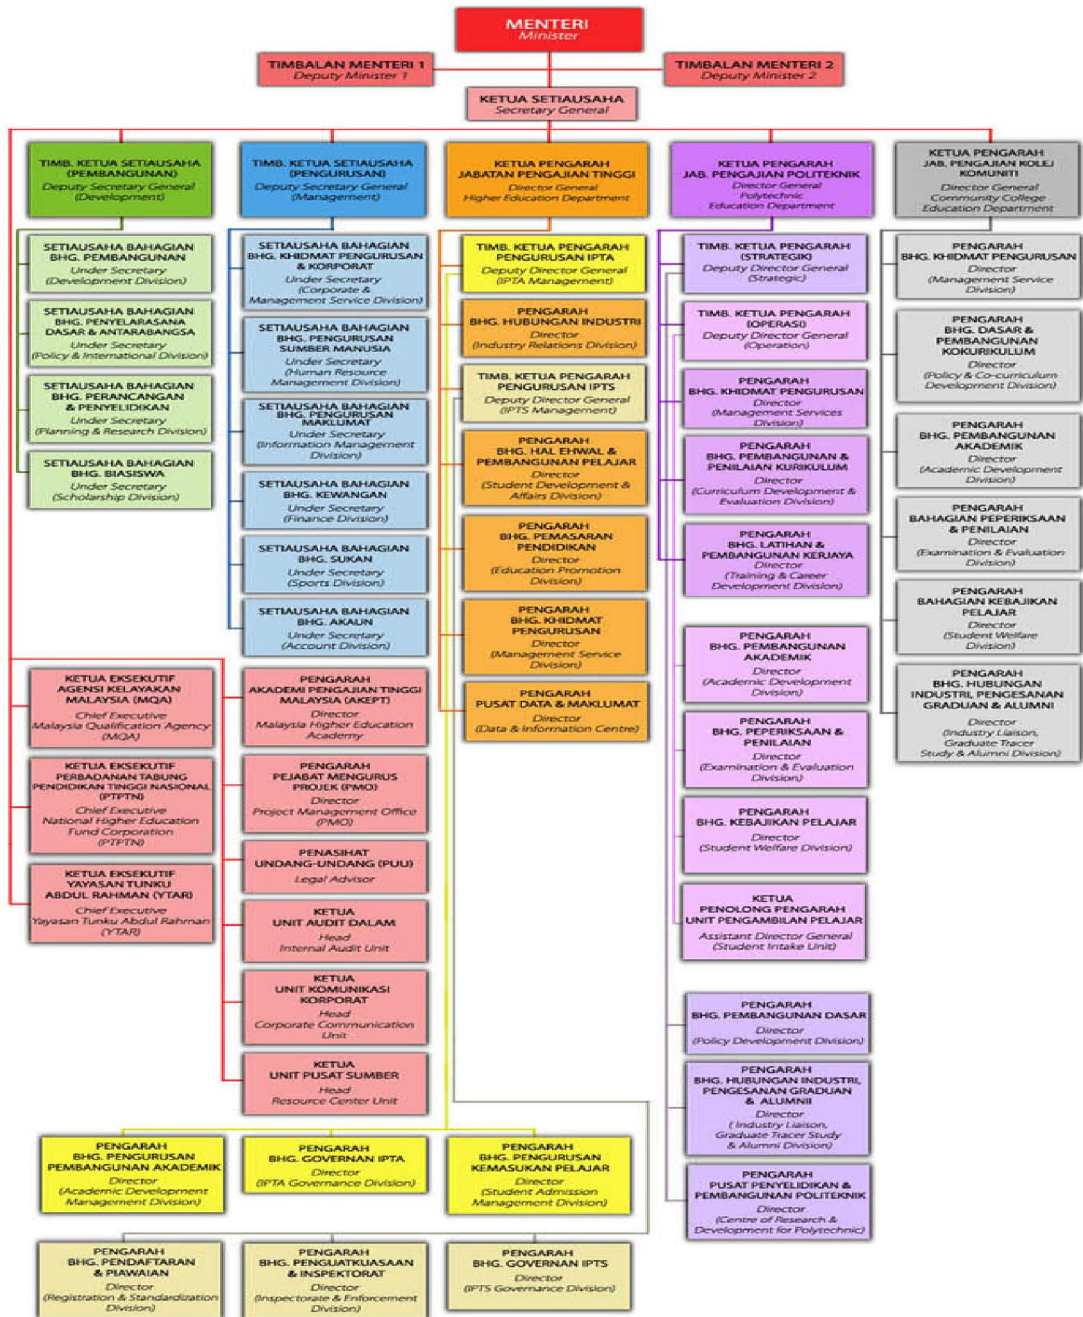 MENTERI
Minister
TIMBALAN MENTERI 1
Deputy Minister 1
TIMBALAN MENTERI 2
Deputy Minister 2
KETUA SETIAUSAHA
Secretary General
TIMB. KETUA SETIAUSAHA
(PEMBANGUNAN)
Deputy Secretary General
(Development)
SETIAUSAHA BAHAGIAN
BHG. PEMBANGUNAN
Under Secretary
(Development Division)
SETIAUSAHA BAHAGIAN
BHG. PENYELARASANA
DASAR & ANTARABANGSA
Under Secretary
(Policy & International Division)
SETIAUSAHA BAHAGIAN
BHG. PERANCANGAN
& PENYELIDIKAN
Under Secretary
(Planning & Research Division)
SETIAUSAHA BAHAGIAN
BHG. BIASISWA
Under Secretary
(Scholarship Division)
TIMB. KETUA SETIAUSAHA
(PENGURUSAN)
Deputy Secretary General
(Management)
SETIAUSAHA BAHAGIAN
BHG. KHIDMAT PENGURUSAN
& KORPORAT
Under Secretary
(Corporate &
Management Service Division)
SETIAUSAHA BAHAGIAN
BHG. PENGURUSAN
SUMBER MANUSIA
Under Secretary
(Human Resource
Management Division)
SETIAUSAHA BAHAGIAN
BHG. PENGURUSAN
MAKLUMAT
Under Secretary
(Information Management
Division)
SETIAUSAHA BAHAGIAN
BHG. KEWANGAN
Under Secretary
(Finance Division)
SETIAUSAHA BAHAGIAN
BHG. SUKAN
Under Secretary
(Sports Division)
SETIAUSAHA BAHAGIAN
BHG. AKAUN
Under Secretary
(Account Division)
KETUA PENGARAH
JABATAN PENGAJIAN TINGGI
Director General
Higher Education Department
TIMB. KETUA PENGARAH
PENGURUSAN IPTA
Deputy Director General
(IPTA Management)
PENGARAH
BHG. HUBUNGAN INDUSTRI
Director
(Industry Relations Division)
TIMB. KETUA PENGARAH
PENGURUSAN IPTS
Deputy Director General
(IPTS Management)
PENGARAH
BHG. HAL EHWAL &
PEMBANGUNAN PELAJAR
Director
(Student Development &
Affairs Division)
PENGARAH
BHG. PEMASARAN
PENDIDIKAN
Director
(Education Promotion
Division)
PENGARAH
BHG. KHIDMAT
PENGURUSAN
Director
(Management Service
Division)
PENGARAH
PUSAT DATA & MAKLUMAT
Director
(Data & Information Centre)
KETUA PENGARAH
JAB. PENGAJIAN POLITEKNIK
Director General
Polytechnic
Education Department
TIMB. KETUA PENGARAH
(STRATEGIK)
Deputy Director General
(Strategic)
TIMB. KETUA PENGARAH
(OPERASI)
Deputy Director General
(Operation)
PENGARAH
BHG. KHIDMAT PENGURUSAN
Director
(Management Services
Division)
PENGARAH
BHG. PEMBANGUNAN &
PENILAIAN KURIKULUM
Director
(Curriculum Development &
Evaluation Division)
PENGARAH
BHG. LATIHAN &
PEMBANGUNAN KERJAYA
Director
(Training & Career
Development Division)
PENGARAH
BHG. PEMBANGUNAN
AKADEMIK
Director
(Academic Development
Division)
PENGARAH
BHG. PEPERIKSAAN &
PENILAIAN
Director
(Examination & Evaluation
Division)
PENGARAH
BHG. KEBAJIKAN PELAJAR
Director
(Student Welfare Division)
KETUA
PENOLONG PENGARAH
UNIT PENGAMBILAN PELAJAR
Assistant Director General
(Student Intake Unit)
PENGARAH
BHG. PEMBANGUNAN DASAR
Director
(Policy Development Division)
PENGARAH
BHG. HUBUNGAN INDUSTRI,
PENGESANAN GRADUAN
& ALUMNII
Director
( Industry Liaison,
Graduate Tracer Study
& Alumni Division)
PENGARAH
PUSAT PENYELIDIKAN &
PEMBANGUNAN POLITEKNIK
Director
(Centre of Research &
Development for Polytechnic)
KETUA PENGARAH
JAB. PENGAJIAN KOLEJ
KOMUNITI
Director General
Community College
Education Department
PENGARAH
BHG. KHIDMAT PENGURUSAN
Director
(Management Service
Division)
PENGARAH
BHG. DASAR &
PEMBANGUNAN
KOKURIKULUM
Director
(Policy & Co-curriculum
Development Division)
PENGARAH
BHG. PEMBANGUNAN
AKADEMIK
Director
(Academic Development
Division)
PENGARAH
BAHAGIAN PEPERIKSAAN
& PENILAIAN
Director
(Examination & Evaluation
Division)
PENGARAH
BAHAGIAN KEBAJIKAN
PELAJAR
Director
(Student Welfare
Division)
PENGARAH
BHG. HUBUNGAN
INDUSTRI, PENGESANAN
GRADUAN & ALUMNI
Director
(Industry Liaison,
Graduate Tracer
Study & Alumni Division)
KETUA EKSEKUTIF
AGENSI KELAYAKAN
MALAYSIA (MQA)
Chief Executive
Malaysia Qualification Agency
(MQA)
KETUA EKSEKUTIF
PERBADANAN TABUNG
PENDIDIKAN TINGGI NASIONAL
(PTPTN)
Chief Executive
National Higher Education
Fund Corporation
(PTPTN)
KETUA EKSEKUTIF
YAYASAN TUNKU
ABDUL RAHMAN (YTAR)
Chief Executive
Yayasan Tunku Abdul Rahman
(YTAR)
PENGARAH
AKADEMI PENGAJIAN TINGGI
MALAYSIA (AKEPT)
Director
Malaysia Higher Education
Academy
PENGARAH
PEJABAT MENGURUS
PROJEK (PMO)
Director
Project Management Office
(PMO)
PENASIHAT
UNDANG-UNDANG (PUU)
Legal Advisor
KETUA
UNIT AUDIT DALAM
Head
Internal Audit Unit
KETUA
UNIT KOMUNIKASI
KORPORAT
Head
Corporate Communication
Unit
KETUA
UNIT PUSAT SUMBER
Head
Resource Center Unit
PENGARAH
BHG. PENGURUSAN
PEMBANGUNAN AKADEMIK
Director
(Academic Development
Management Division)
PENGARAH
BHG. GOVERNAN IPTA
Director
(IPTA Governance Division)
PENGARAH
BHG. PENGURUSAN
KEMASUKAN PELAJAR
Director
(Student Admission
Management Division)
PENGARAH
BHG. PENDAFTARAN
& PIAWAIAN
Director
(Registration & Standardization
Division)
PENGARAH
BHG. PENGUATKUASAAN
& INSPEKTORAT
Director
(Inspectorate & Enforcement
Division)
PENGARAH
BHG. GOVERNAN IPTS
Director
(IPTS Governance Division)